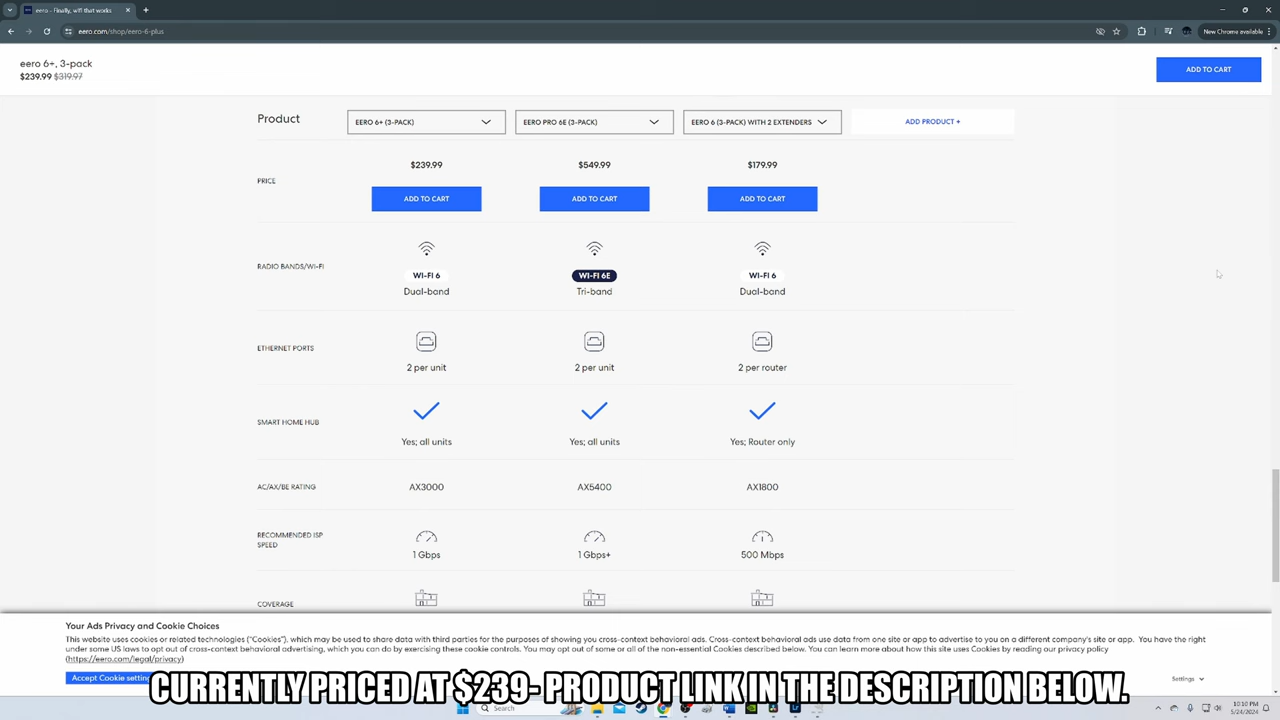 eero - Finally, wifi that works
eero.com/shop/eero-6-plus
New Chrome available
eero 6+, 3-pack
$239.99 $319.97
ADD TO CART
Product
EERO 6+ (3-PACK)
EERO PRO 6E (3-PACK)
EERO 6 (3-PACK) WITH 2 EXTENDERS
ADD PRODUCT +
PRICE
$239.99
$549.99
$179.99
ADD TO CART
ADD TO CART
ADD TO CART
RADIO BANDS/WI-FI
WI-FI 6
WI-FI 6E
WI-FI 6
Dual-band
Tri-band
Dual-band
ETHERNET PORTS
2 per unit
2 per unit
2 per router
SMART HOME HUB
Yes; all units
Yes; all units
Yes; Router only
AC/AX/BE RATING
AX3000
AX5400
AX1800
RECOMMENDED ISP
SPEED
1 Gbps
1 Gbps+
500 Mbps
COVERAGE
Your Ads Privacy and Cookie Choices
This website uses cookies or related technologies ("Cookies"), which may be used to share data with third parties for the purposes of showing you cross-context behavioral ads. Cross-context behavioral ads use data from one site or app to advertise to you on a different company's site or app. You have the right
under some US laws to opt out of cross-context behavioral advertising, which you can do by exercising these cookie controls. You may opt out of some or all of the non-essential Cookies described below. You can learn more about how this site uses Cookies by reading our privacy policy
(https://eero.com/legal/privacy)
Accept Cookie setting
Settings
CURRENTLY PRICED AT $239- PRODUCT LINK IN THE DESCRIPTION BELOW.
Search
10:10 PM
5/24/2024